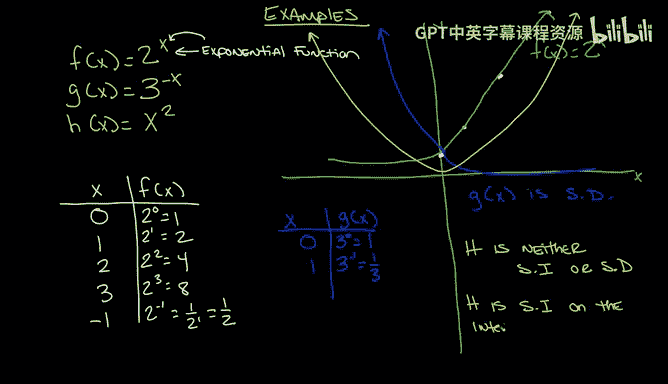 EXAMPLES
GPT中英字幕课程资源 bilibili
f(x)=2^x ← EXPONENTIAL FUNCTION
g(x)=3^-x
h(x)=x^2
f(x)=2
x
x f(x)
0 2^0=1
1 2^1=2
2 2^2=4
3 2^3=8
-1 2^-1=1/2^1=1/2
x g(x)
0 3^0=1
1 3^-1=1/3
g(x) is S.D.
H is NEITHER
S.I OR S.D
H is S.I ON the
Inte